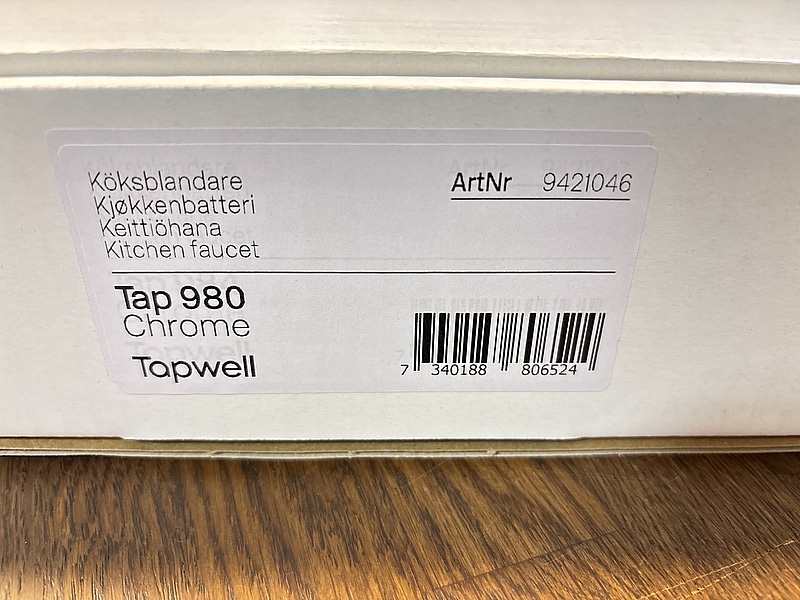 Köksblandare
Kjøkkenbatteri
Keittiöhana
Kitchen faucet
ArtNr 9421046
Tap 980
Chrome
Tapwell
7 340188 806524